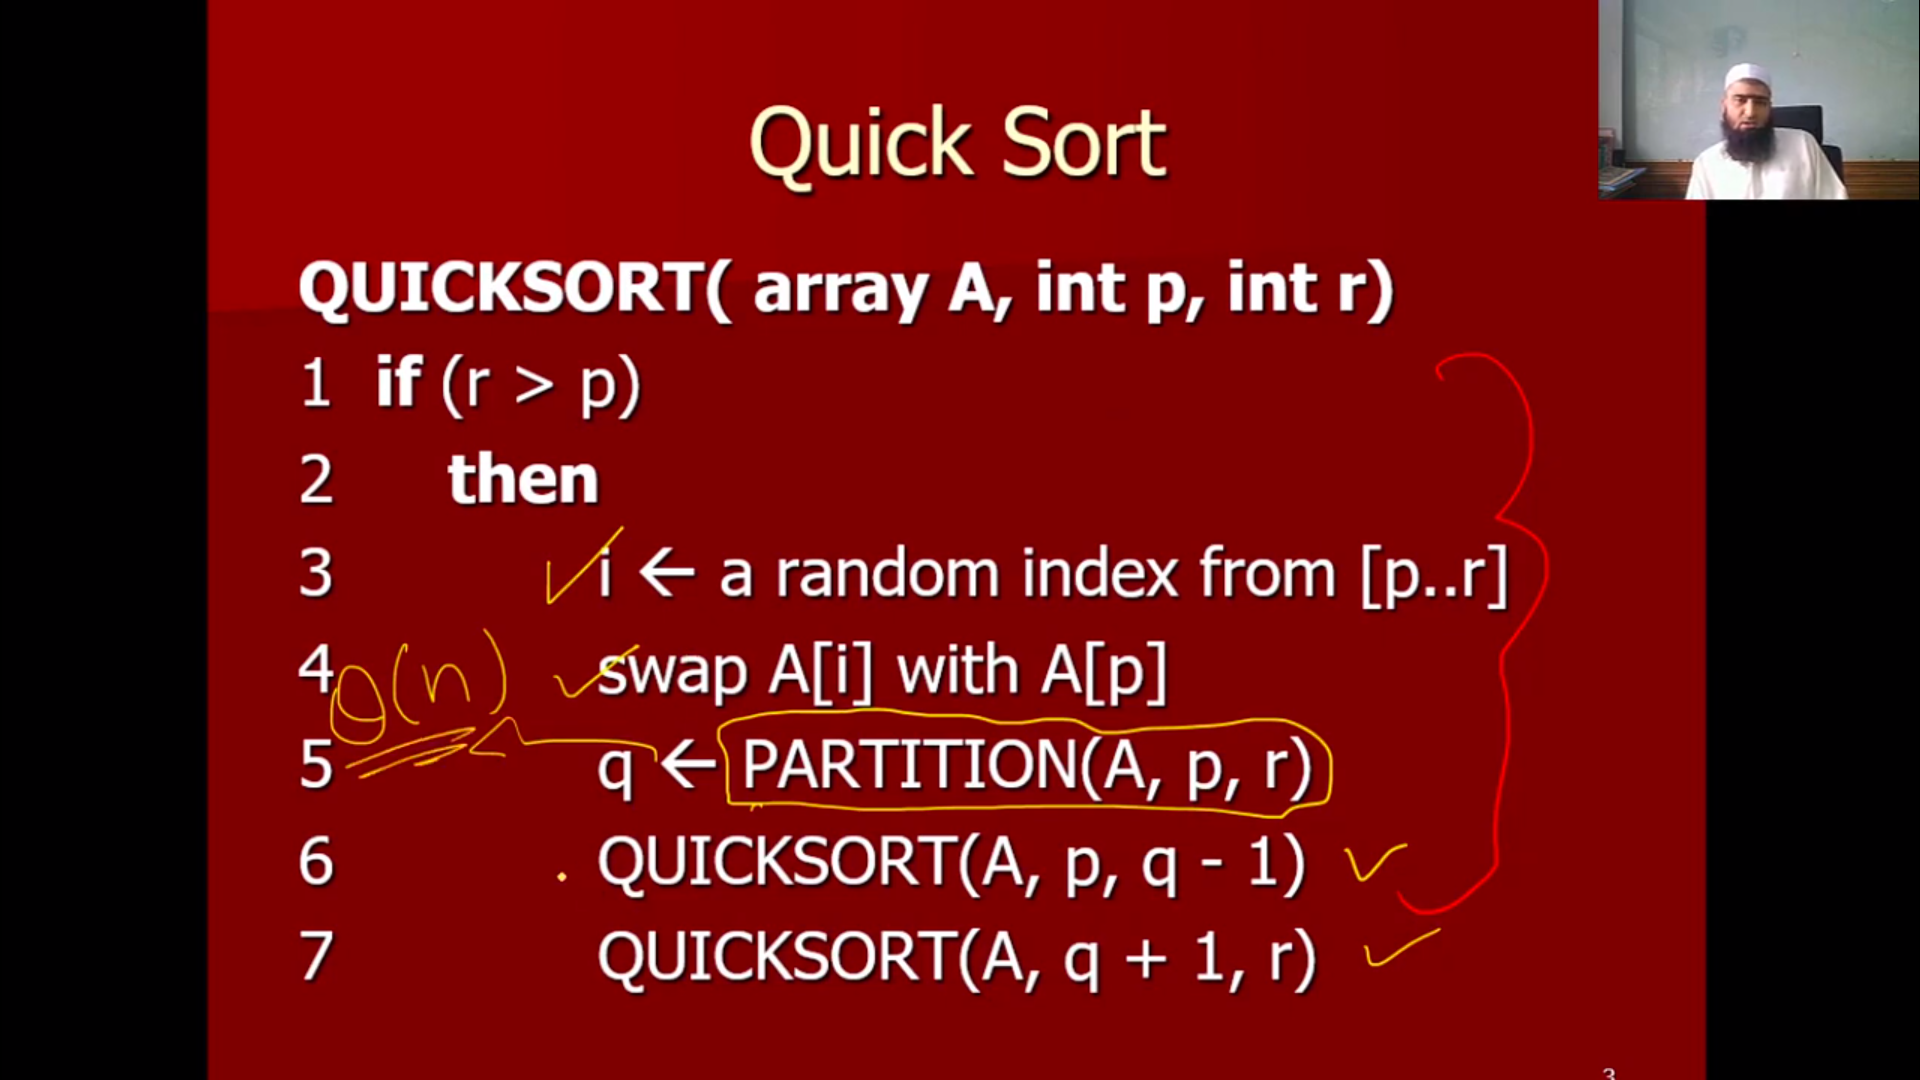 Quick Sort
QUICKSORT( array A, int p, int r)
1 if (r > p)
2 then
3 i ← a random index from [p..r]
4 swap A[i] with A[p]
θ(n)
5 q ← PARTITION(A, p, r)
6 QUICKSORT(A, p, q - 1)
7 QUICKSORT(A, q + 1, r)
3